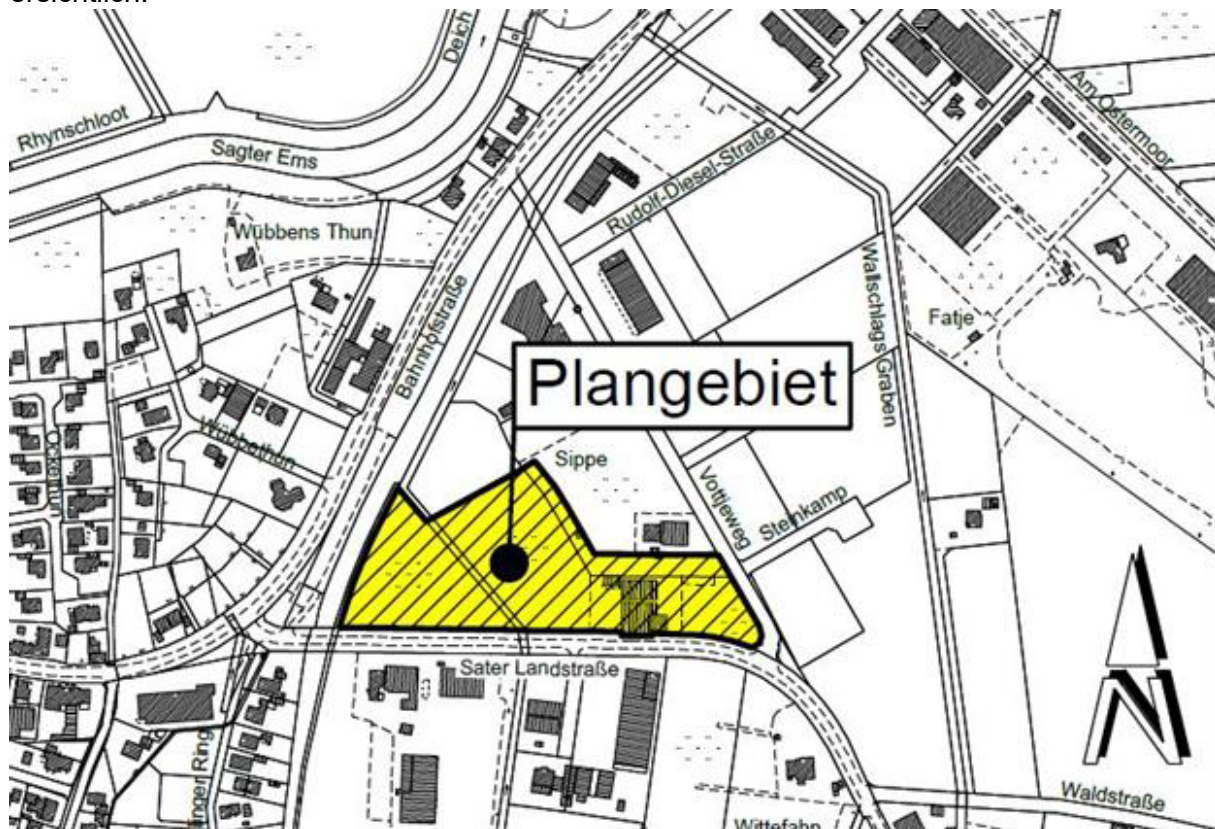 Deich
Rhynschloot
Sagter Ems
Am Ostermoor
Rudolf-Diesel-Straße
Wübbens Thun
Bahnhofstraße
Wallschlags Graben
Fatje
Plangebiet
Wübbethun
Sippe
Vottjeweg
Steinkamp
Sater Landstraße
N
Waldstraße
Wittefahn